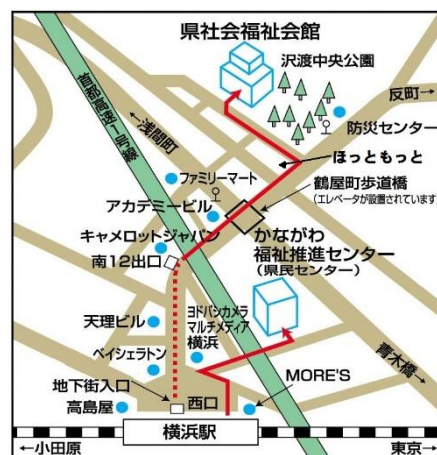 県社会福祉会館
沢渡中央公園
反町
首都高速1号線
浅間町
防災センター
ファミリーマート
ほっともっと
鶴屋町歩道橋
(エレベータが設置されています)
アカデミービル
キャメロットジャパン
かながわ
福祉推進センター
(県民センター)
南12出口
天理ビル
ヨドバシカメラ
マルチメディア
横浜
ベイシェラトン
青木橋
地下街入口
西口
MORE'S
高島屋
横浜駅
←小田原
東京→